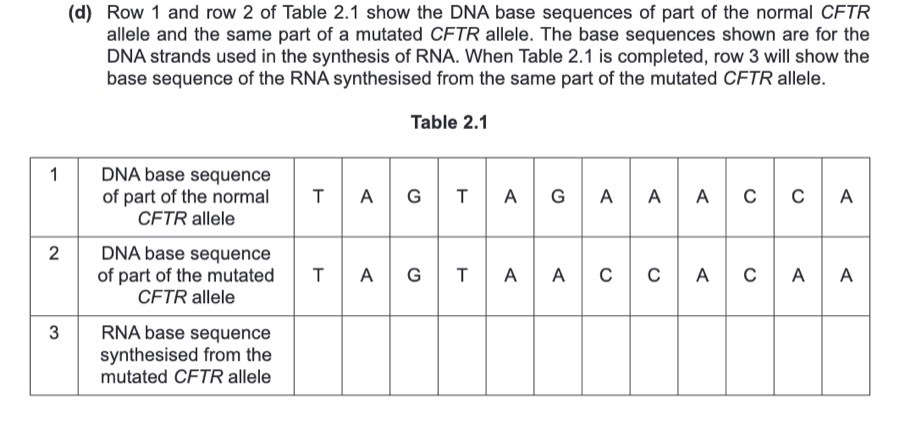 (d) Row 1 and row 2 of Table 2.1 show the DNA base sequences of part of the normal CFTR
allele and the same part of a mutated CFTR allele. The base sequences shown are for the
DNA strands used in the synthesis of RNA. When Table 2.1 is completed, row 3 will show the
base sequence of the RNA synthesised from the same part of the mutated CFTR allele.
Table 2.1
1 DNA base sequence
of part of the normal T A G T A G A A A C C A
CFTR allele
2 DNA base sequence
of part of the mutated T A G T A A C C A C A A
CFTR allele
3 RNA base sequence
synthesised from the
mutated CFTR allele